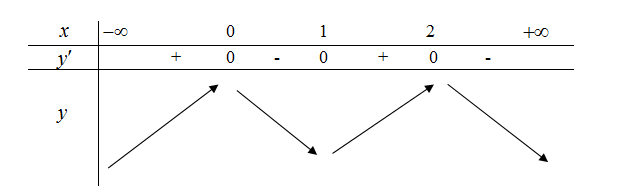 x −∞ 0 1 2 +∞
y′ + 0 - 0 + 0 -
y